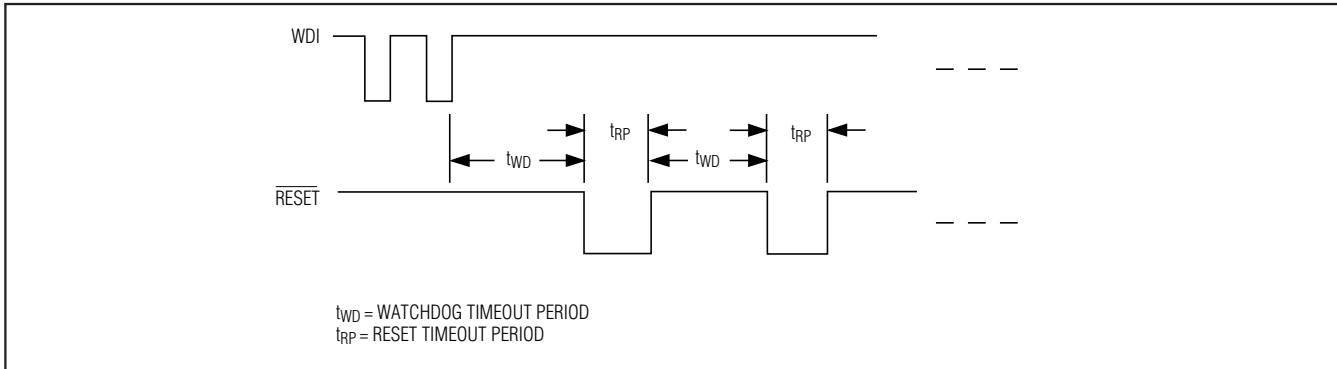 WDI
tRP
tRP
tWD
tWD
RESET
tWD = WATCHDOG TIMEOUT PERIOD
tRP = RESET TIMEOUT PERIOD